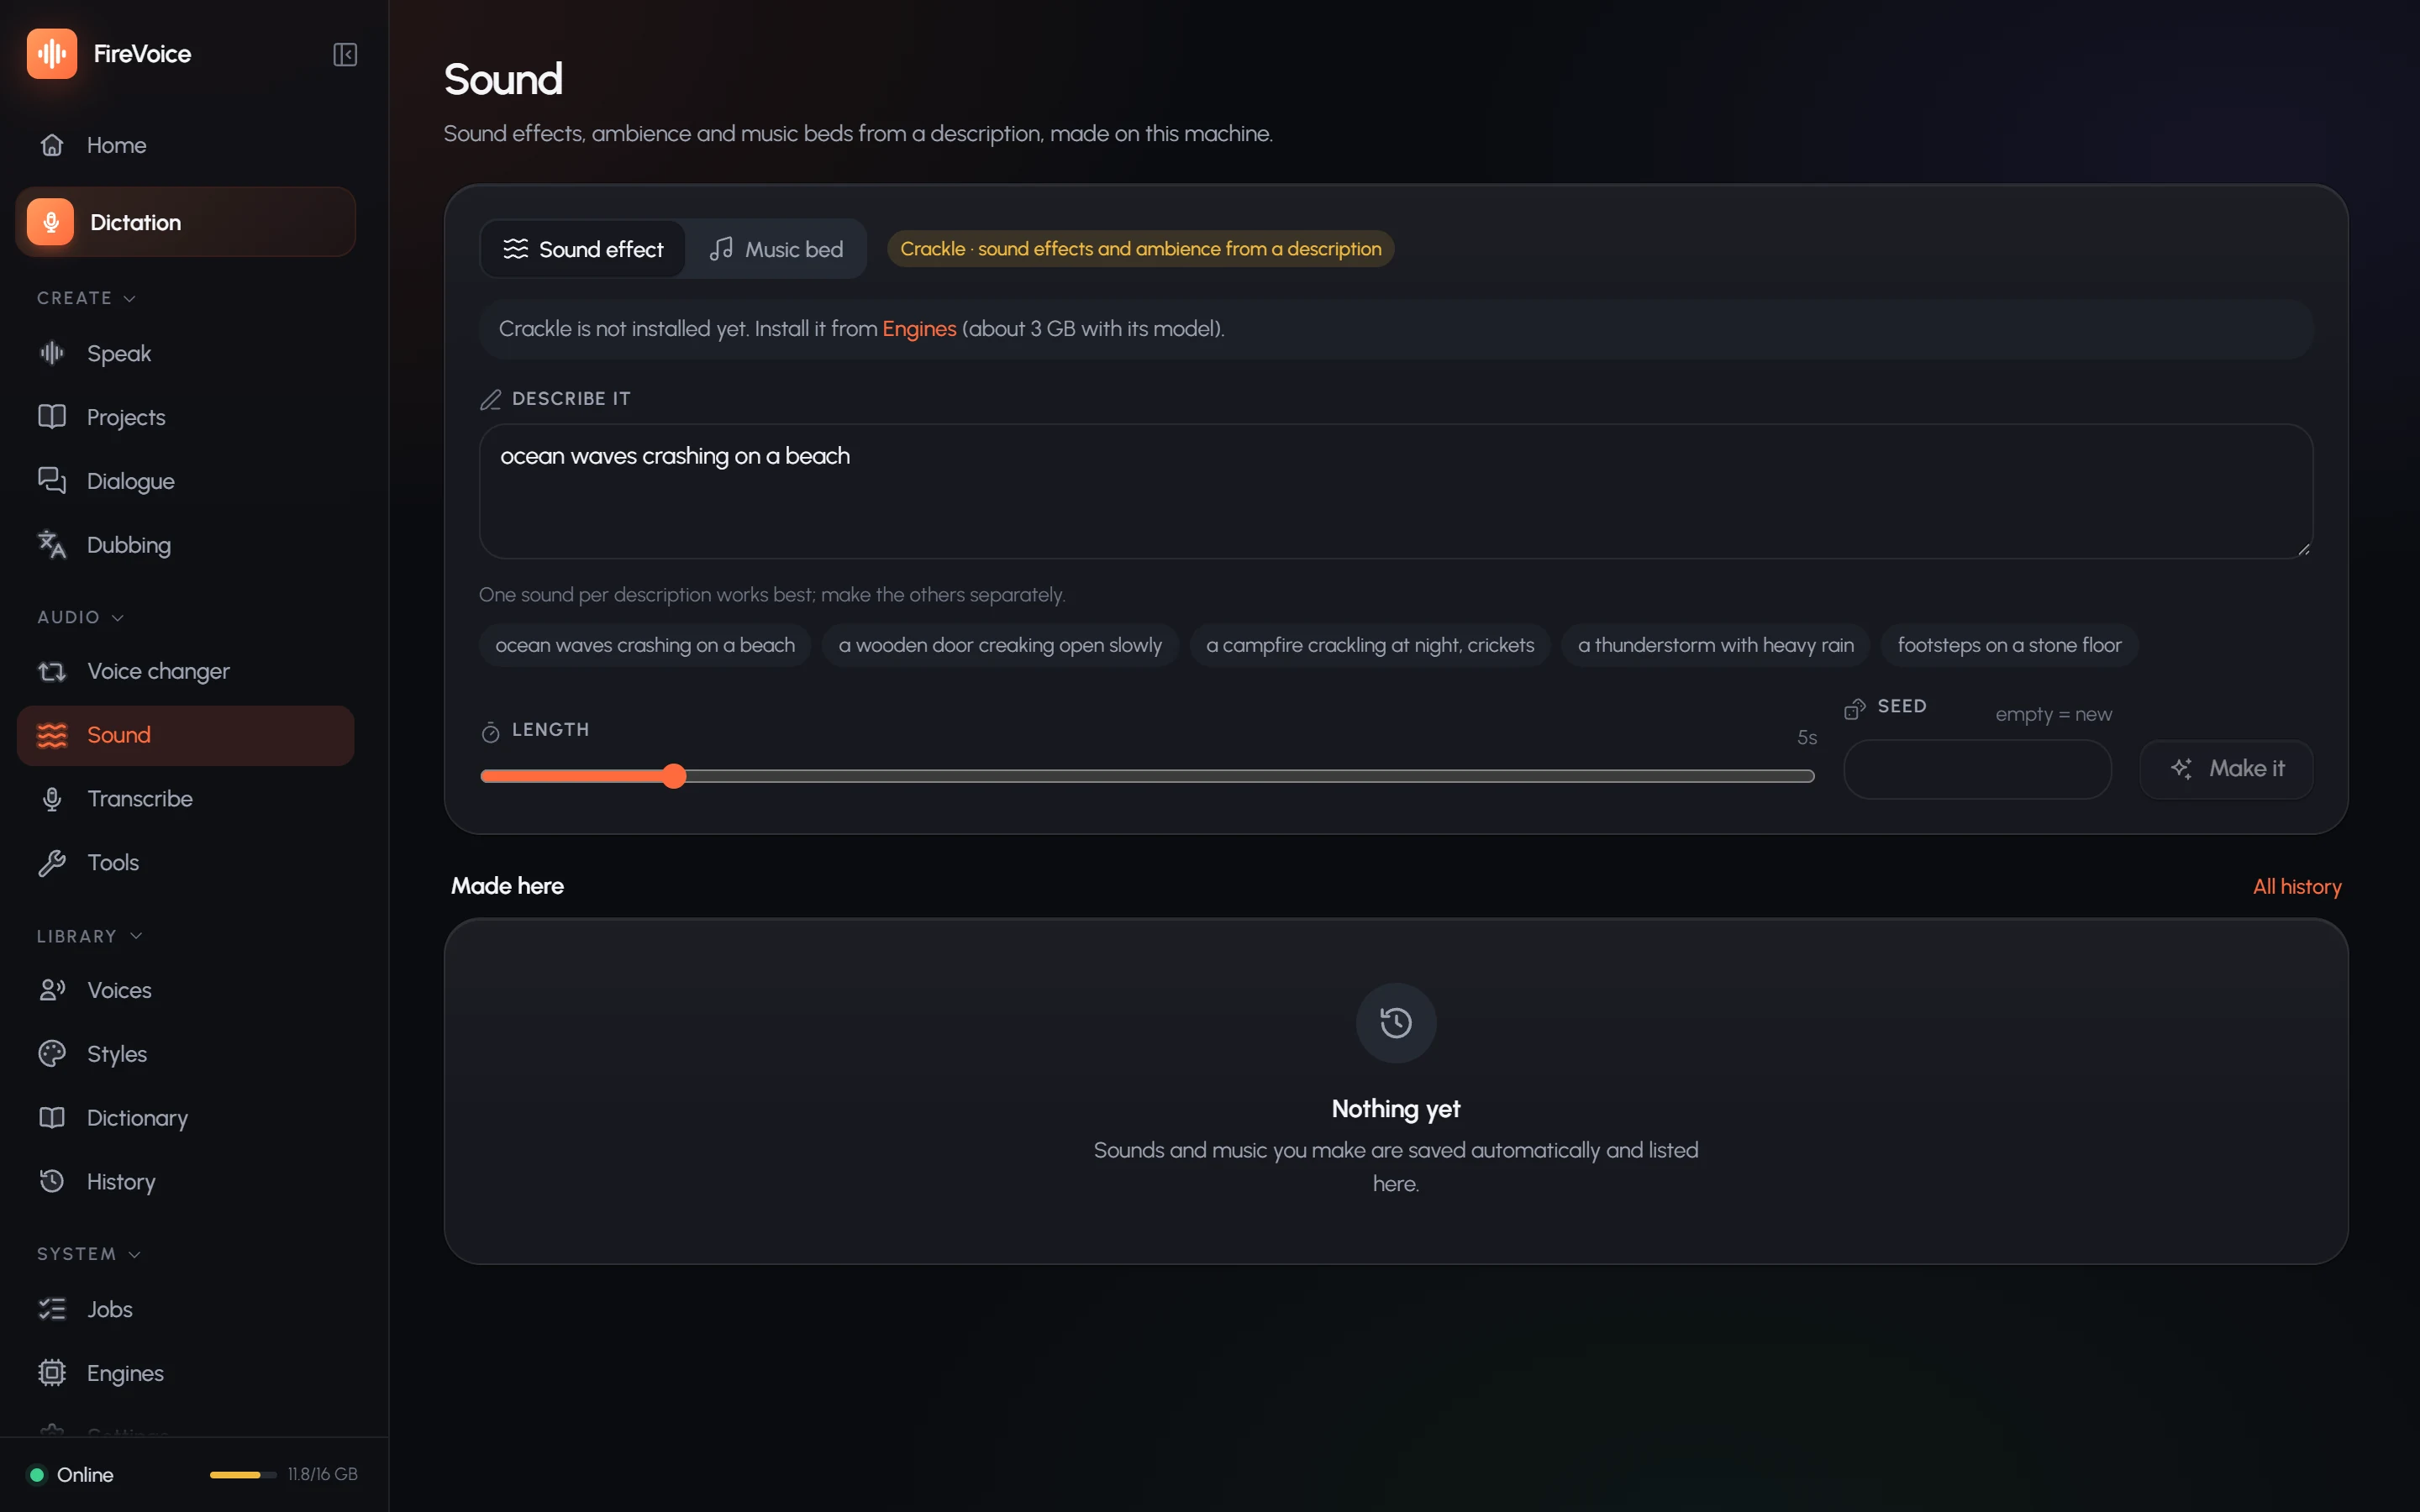 FireVoice
Home
Dictation
CREATE
Speak
Projects
Dialogue
Dubbing
AUDIO
Voice changer
Sound
Transcribe
Tools
LIBRARY
Voices
Styles
Dictionary
History
SYSTEM
Jobs
Engines
Settings
Online
11.8/16 GB
Sound
Sound effects, ambience and music beds from a description, made on this machine.
Sound effect
Music bed
Crackle · sound effects and ambience from a description
Crackle is not installed yet. Install it from Engines (about 3 GB with its model).
DESCRIBE IT
ocean waves crashing on a beach
One sound per description works best; make the others separately.
ocean waves crashing on a beach
a wooden door creaking open slowly
a campfire crackling at night, crickets
a thunderstorm with heavy rain
footsteps on a stone floor
LENGTH
5s
SEED
empty = new
Make it
Made here
All history
Nothing yet
Sounds and music you make are saved automatically and listed
here.